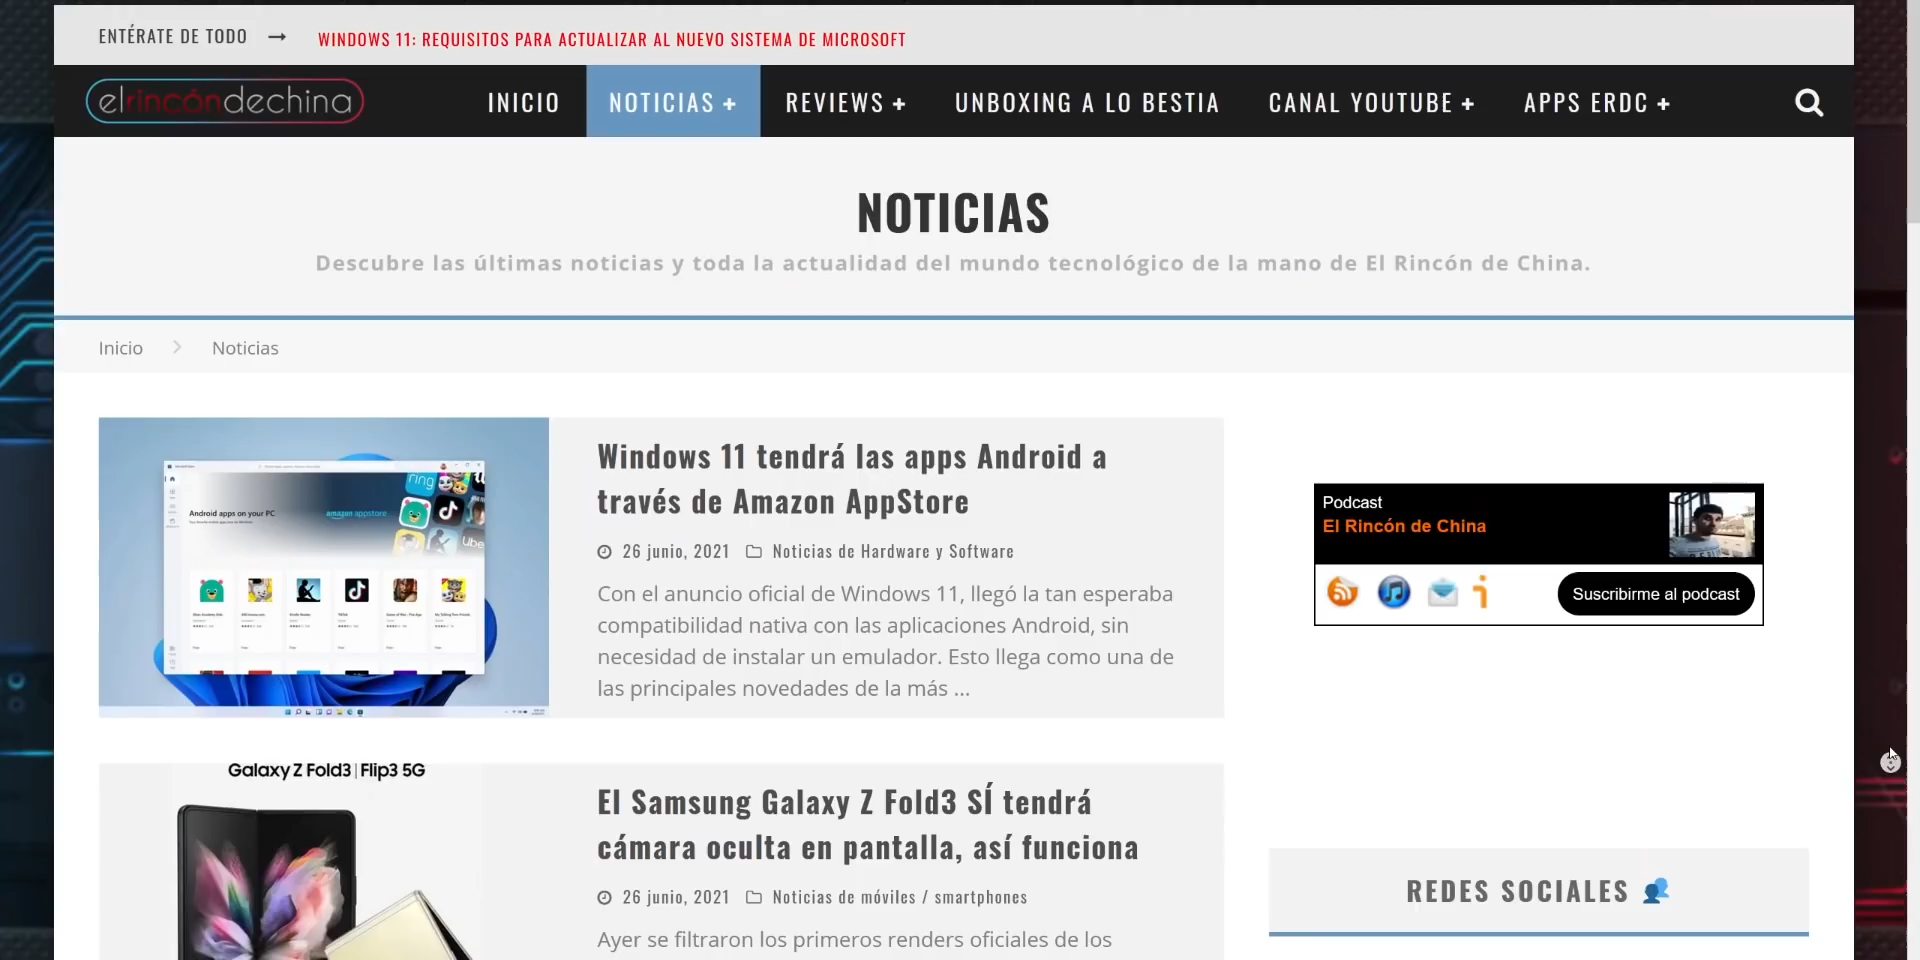 ENTÉRATE DE TODO → WINDOWS 11: REQUISITOS PARA ACTUALIZAR AL NUEVO SISTEMA DE MICROSOFT
elrincóndechina INICIO NOTICIAS + REVIEWS + UNBOXING A LO BESTIA CANAL YOUTUBE + APPS ERDC +
NOTICIAS
Descubre las últimas noticias y toda la actualidad del mundo tecnológico de la mano de El Rincón de China.
Inicio > Noticias
Android apps on your PC
amazon appstore
ring
Windows 11 tendrá las apps Android a
través de Amazon AppStore
26 junio, 2021 Noticias de Hardware y Software
Con el anuncio oficial de Windows 11, llegó la tan esperaba
compatibilidad nativa con las aplicaciones Android, sin
necesidad de instalar un emulador. Esto llega como una de
las principales novedades de la más ...
Podcast
El Rincón de China
Suscribirme al podcast
Galaxy Z Fold3 | Flip3 5G
El Samsung Galaxy Z Fold3 SÍ tendrá
cámara oculta en pantalla, así funciona
26 junio, 2021 Noticias de móviles / smartphones
Ayer se filtraron los primeros renders oficiales de los
REDES SOCIALES